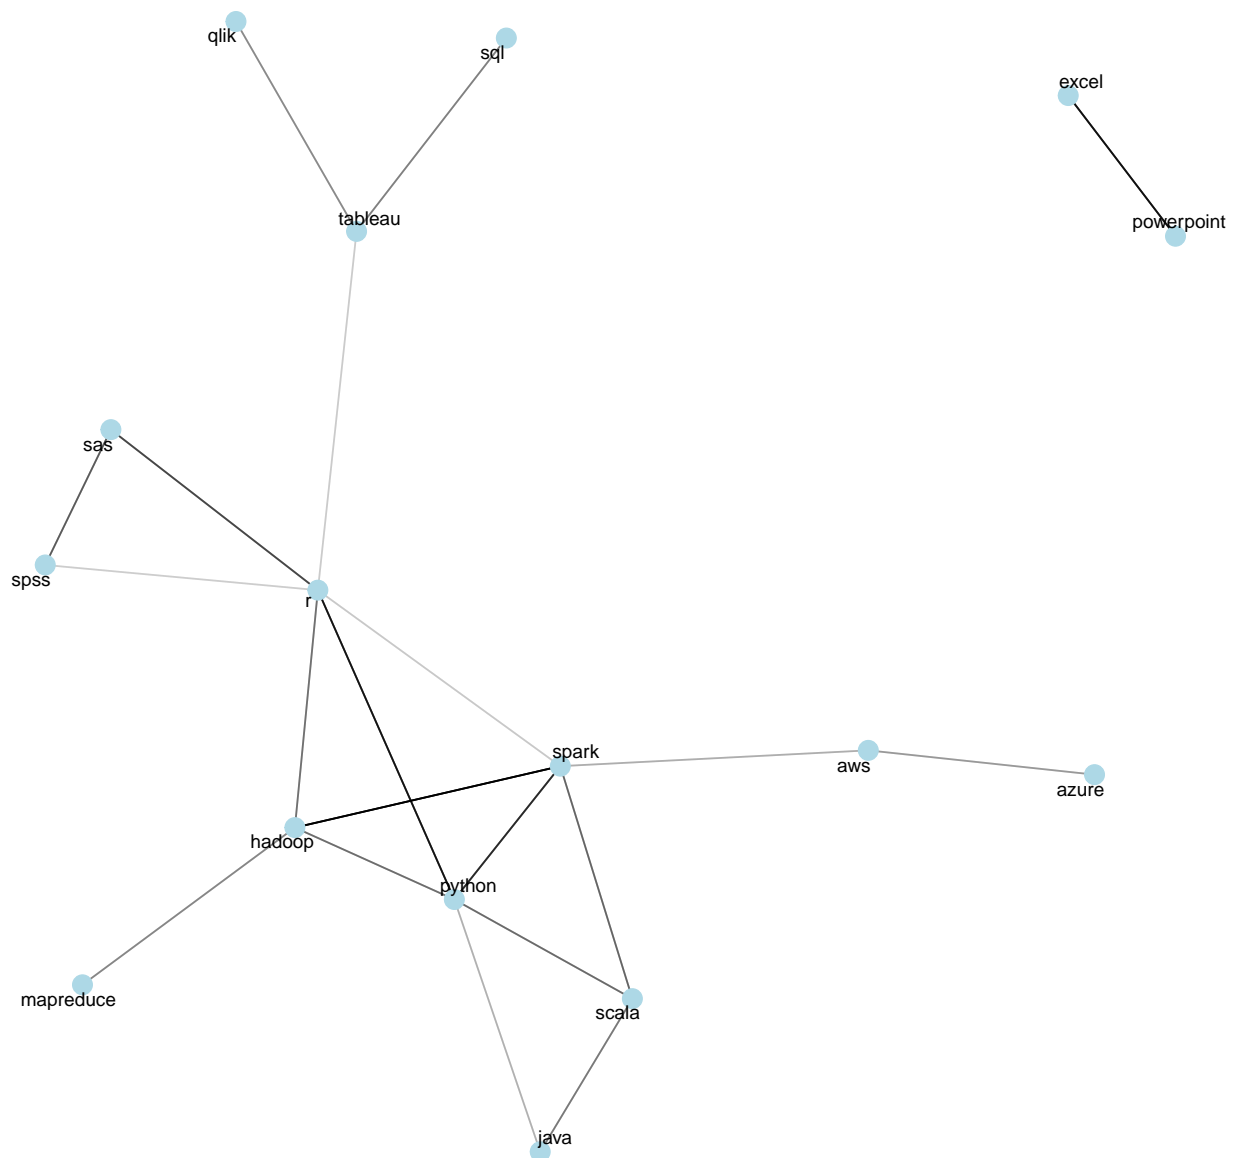 qlik
sql
excel
tableau
powerpoint
sas
spss
r
spark
aws
azure
hadoop
python
mapreduce
scala
java